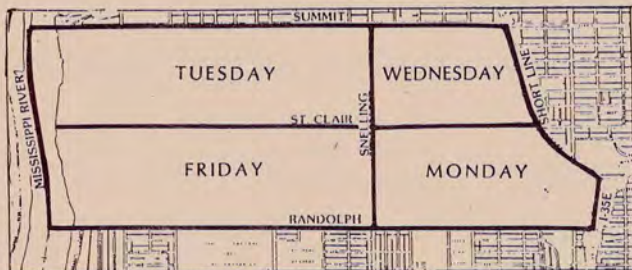 SUMMIT
TUESDAY
WEDNESDAY
SHORT LINE
MISSISSIPPI RIVER
ST. CLAIR
SNELLING
FRIDAY
MONDAY
I-35E
RANDOLPH